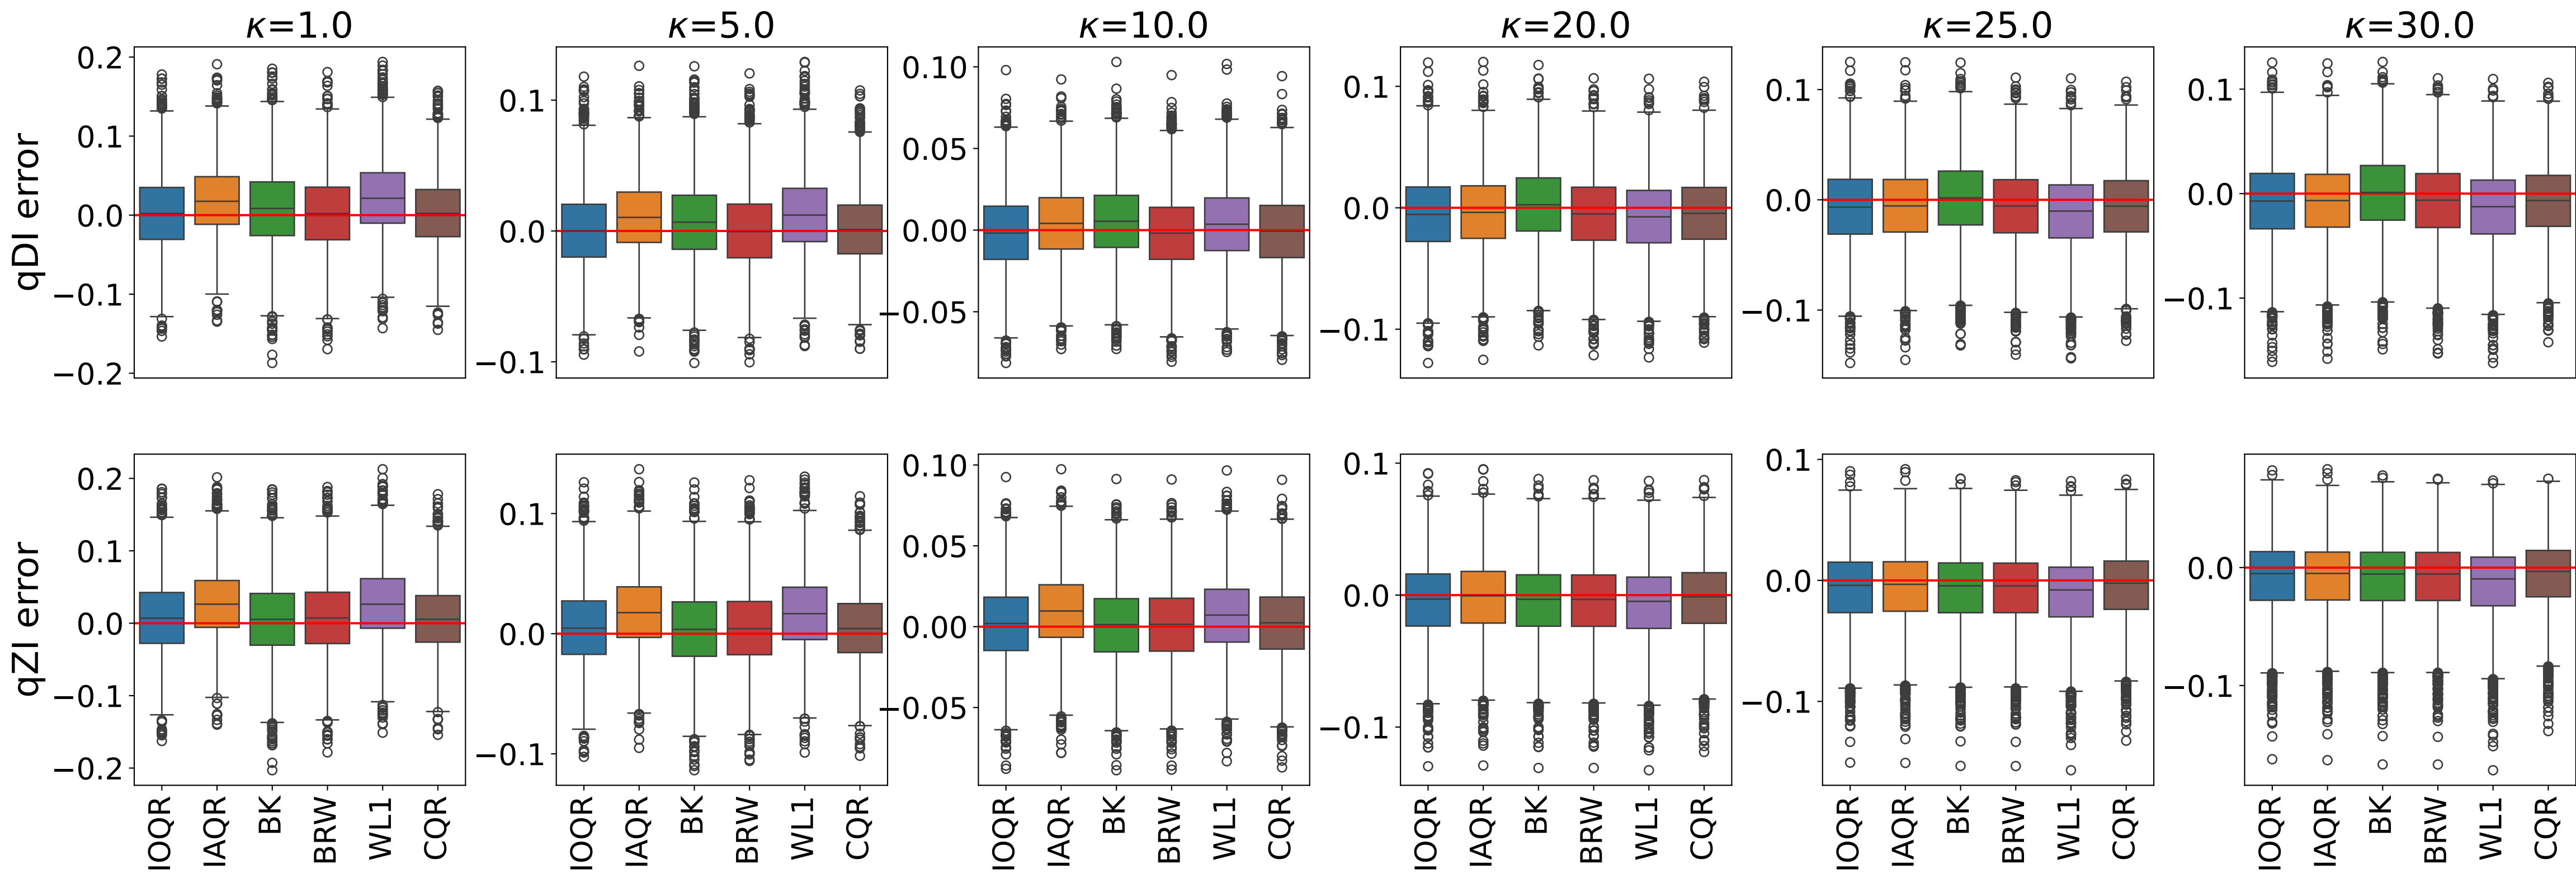 κ=1.0
κ=5.0
κ=10.0
κ=20.0
κ=25.0
κ=30.0
qDI error
0.2
0.1
0.0
−0.1
−0.2
0.1
0.0
−0.1
0.10
0.05
0.00
−0.05
0.1
0.0
−0.1
0.1
0.0
−0.1
0.1
0.0
−0.1
qZI error
0.2
0.1
0.0
−0.1
−0.2
0.1
0.0
−0.1
0.10
0.05
0.00
−0.05
0.1
0.0
−0.1
0.1
0.0
−0.1
0.0
−0.1
IOQR
IAQR
BK
BRW
WL1
CQR
IOQR
IAQR
BK
BRW
WL1
CQR
IOQR
IAQR
BK
BRW
WL1
CQR
IOQR
IAQR
BK
BRW
WL1
CQR
IOQR
IAQR
BK
BRW
WL1
CQR
IOQR
IAQR
BK
BRW
WL1
CQR